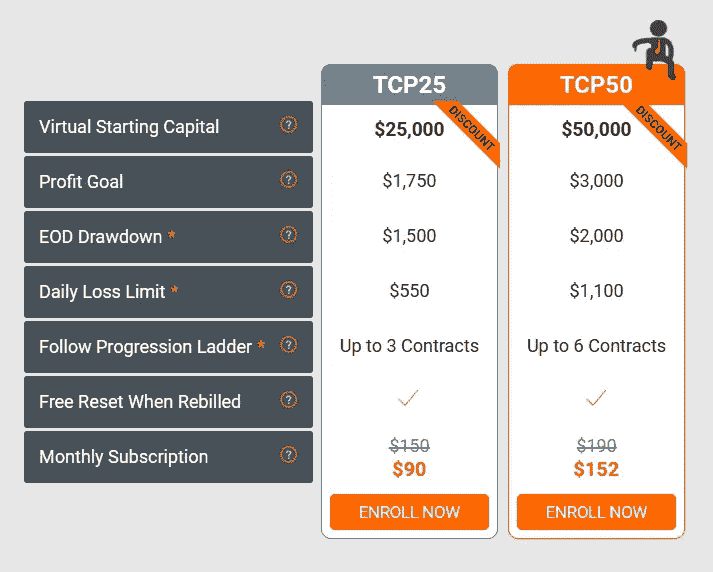 TCP25 TCP50
DISCOUNT DISCOUNT
Virtual Starting Capital ? $25,000 $50,000
Profit Goal ? $1,750 $3,000
EOD Drawdown * ? $1,500 $2,000
Daily Loss Limit * ? $550 $1,100
Follow Progression Ladder * ? Up to 3 Contracts Up to 6 Contracts
Free Reset When Rebilled ? ✓ ✓
$150 $190
Monthly Subscription ? $90 $152
ENROLL NOW ENROLL NOW